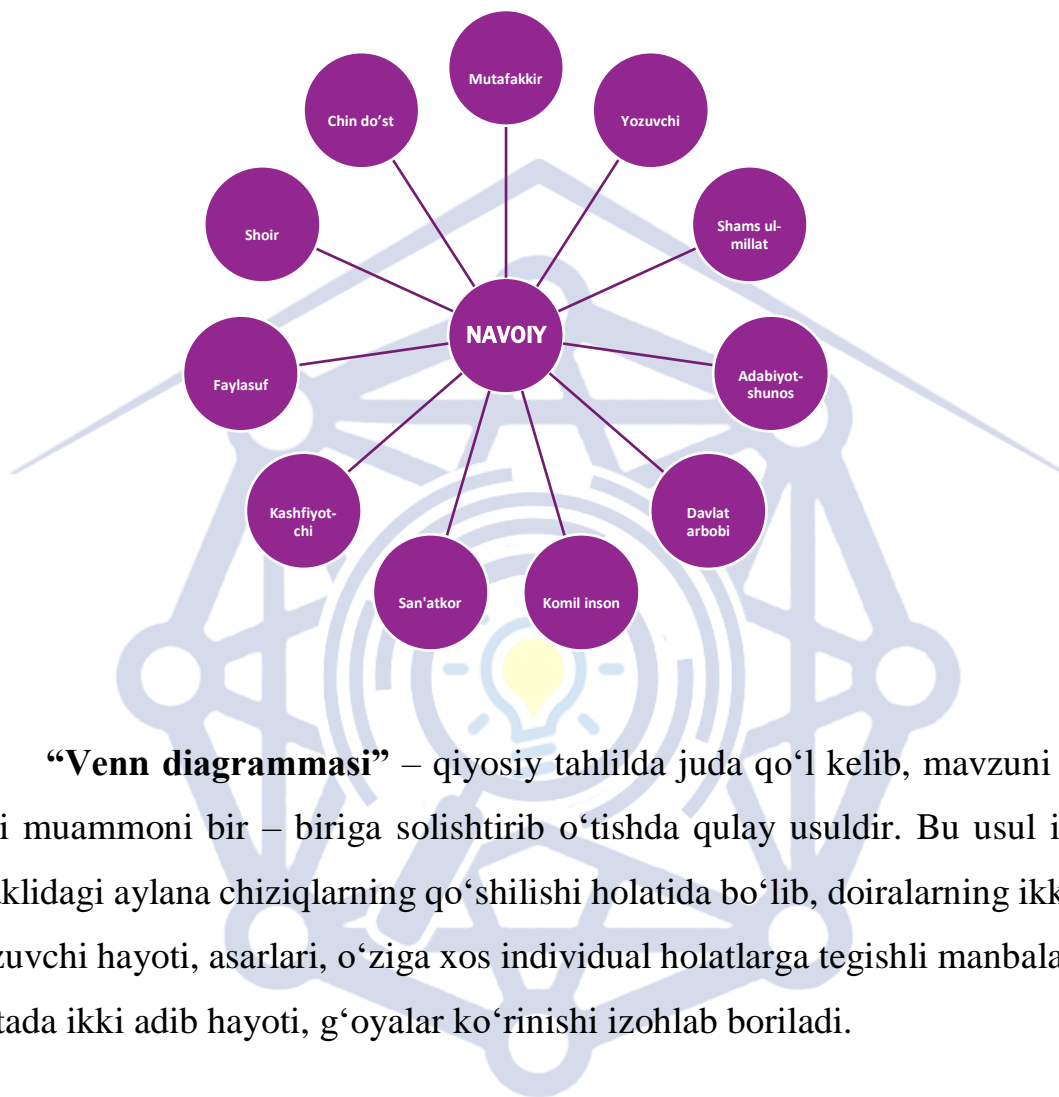 Mutafakkir
Yozuvchi
Shams ul-
millat
Adabiyot-
shunos
Davlat
arbobi
Komil inson
San'atkor
Kashfiyot-
chi
Faylasuf
Shoir
Chin do’st
NAVOIY
“Venn diagrammasi” – qiyosiy tahlilda juda qo‘l kelib, mavzuni
i muammoni bir – biriga solishtirib o‘tishda qulay usuldir. Bu usul i
klidagi aylana chiziqlarning qo‘shilishi holatida bo‘lib, doiralarning ikk
zuvchi hayoti, asarlari, o‘ziga xos individual holatlarga tegishli manbala
tada ikki adib hayoti, g‘oyalar ko‘rinishi izohlab boriladi.